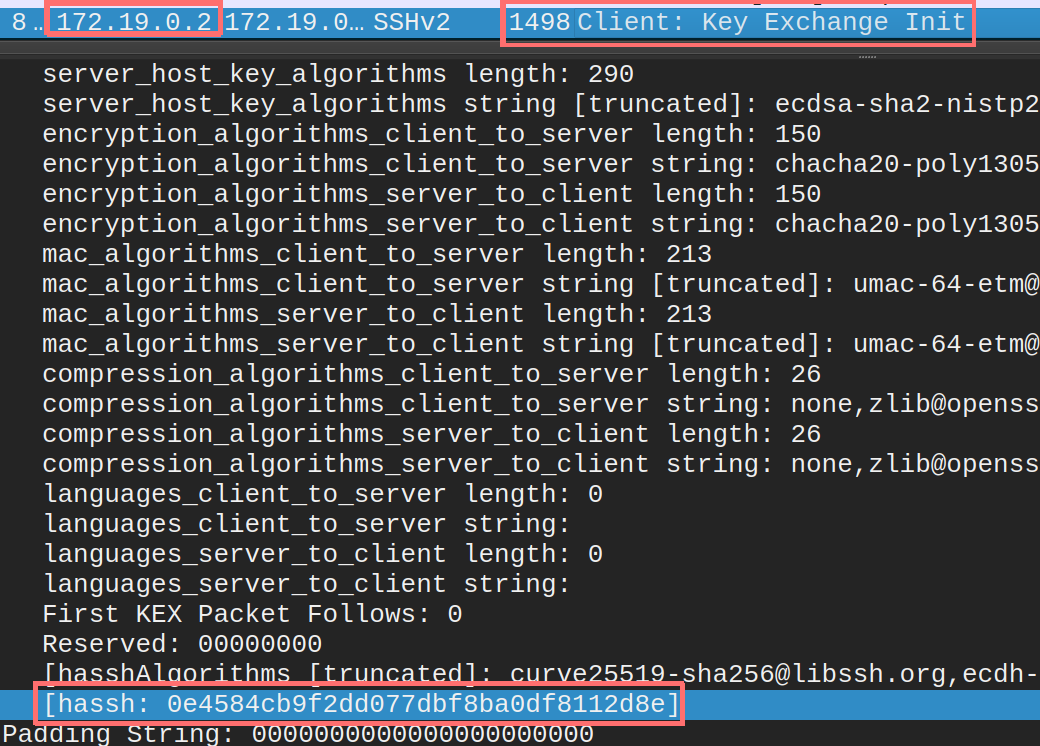 8… 172.19.0.2 172.19.0… SSHv2 1498 Client: Key Exchange Init
server_host_key_algorithms length: 290
server_host_key_algorithms string [truncated]: ecdsa-sha2-nistp2
encryption_algorithms_client_to_server length: 150
encryption_algorithms_client_to_server string: chacha20-poly1305
encryption_algorithms_server_to_client length: 150
encryption_algorithms_server_to_client string: chacha20-poly1305
mac_algorithms_client_to_server length: 213
mac_algorithms_client_to_server string [truncated]: umac-64-etm@
mac_algorithms_server_to_client length: 213
mac_algorithms_server_to_client string [truncated]: umac-64-etm@
compression_algorithms_client_to_server length: 26
compression_algorithms_client_to_server string: none,zlib@openss
compression_algorithms_server_to_client length: 26
compression_algorithms_server_to_client string: none,zlib@openss
languages_client_to_server length: 0
languages_client_to_server string:
languages_server_to_client length: 0
languages_server_to_client string:
First KEX Packet Follows: 0
Reserved: 00000000
[hasshAlgorithms [truncated]: curve25519-sha256@libssh.org,ecdh-
[hassh: 0e4584cb9f2dd077dbf8ba0df8112d8e]
Padding String: 0000000000000000000000